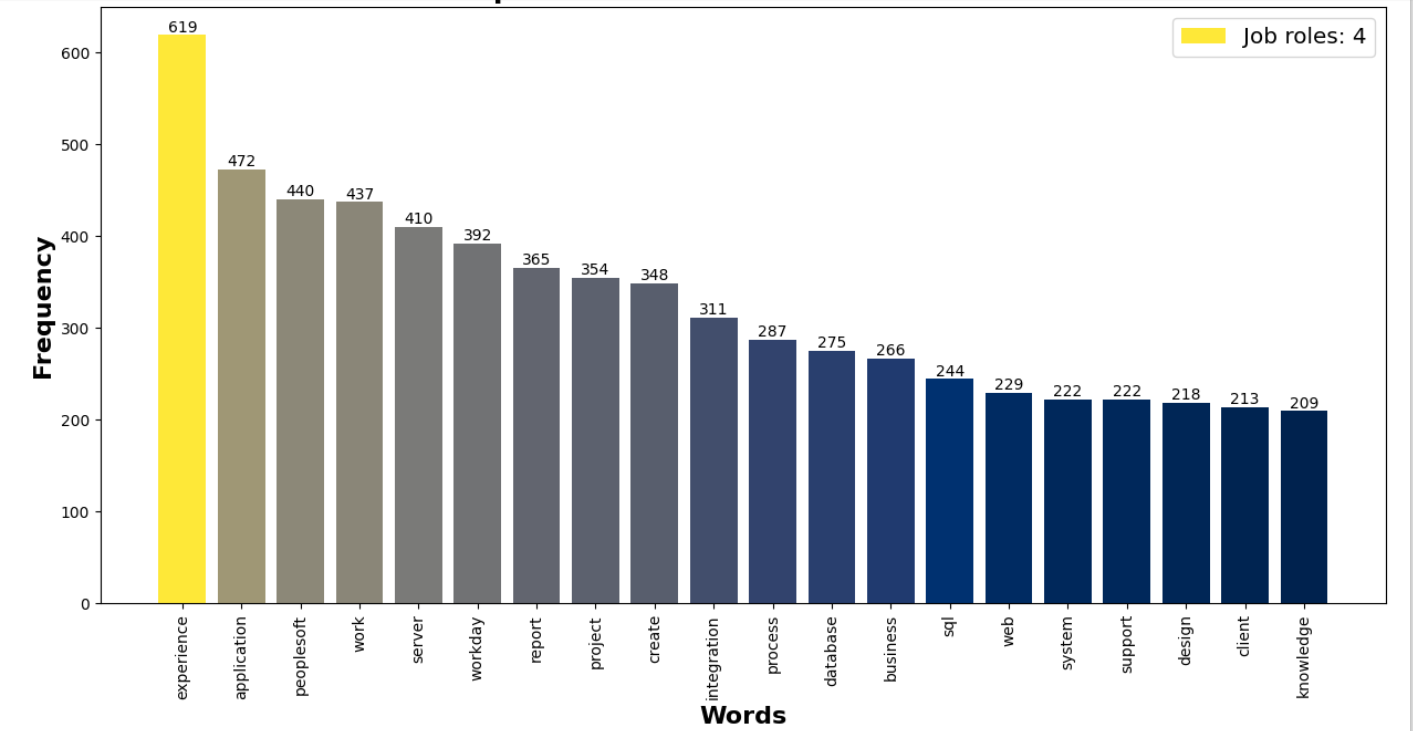 Job roles: 4
619
472
440
437
410
392
365
354
348
311
287
275
266
244
229
222
222
218
213
209
Frequency
600
500
400
300
200
100
0
experience
application
peoplesoft
work
server
workday
report
project
create
integration
process
database
business
sql
web
system
support
design
client
knowledge
Words